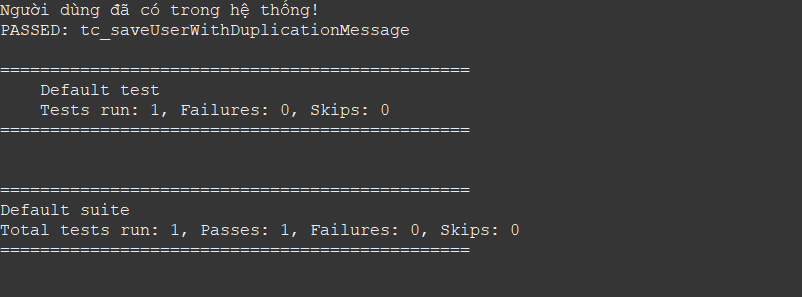 Người dùng đã có trong hệ thống!
PASSED: tc_saveUserWithDuplicationMessage
===============================================
Default test
Tests run: 1, Failures: 0, Skips: 0
===============================================
===============================================
Default suite
Total tests run: 1, Passes: 1, Failures: 0, Skips: 0
===============================================